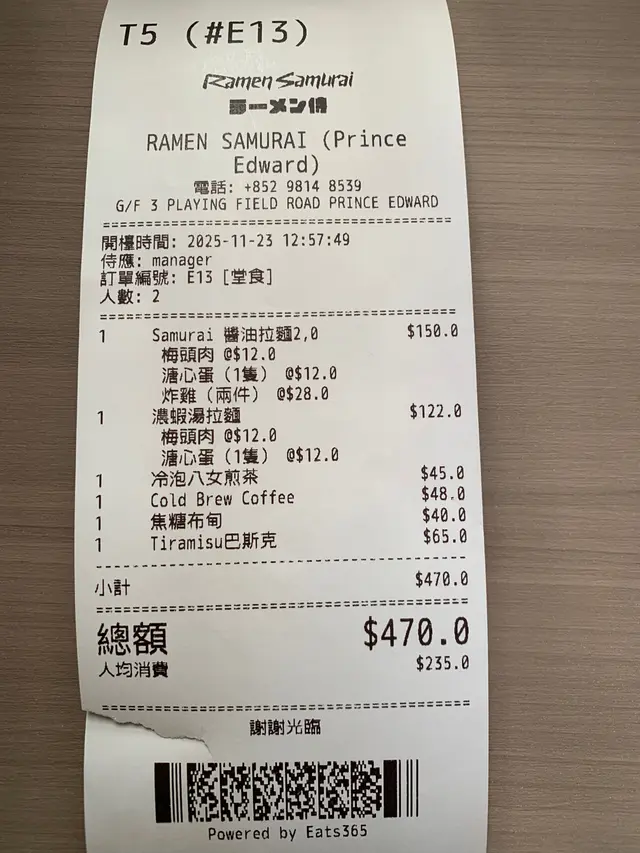 T5 (#E13)
Ramen Samurai
ラーメン侍
RAMEN SAMURAI (Prince
Edward)
電話: +852 9814 8539
G/F 3 PLAYING FIELD ROAD PRINCE EDWARD
開檯時間: 2025-11-23 12:57:49
侍應: manager
訂單編號: E13 [堂食]
人數: 2
1 Samurai 醬油拉麵2,0 $150.0
梅頭肉 @$12.0
溏心蛋 (1隻) @$12.0
炸雞 (兩件) @$28.0
1 濃蝦湯拉麵 $122.0
梅頭肉 @$12.0
溏心蛋 (1隻) @$12.0
1 冷泡八女煎茶 $45.0
1 Cold Brew Coffee $48.0
1 焦糖布甸 $40.0
1 Tiramisu巴斯克 $65.0
小計 $470.0
總額 $470.0
人均消費 $235.0
謝謝光臨
Powered by Eats365